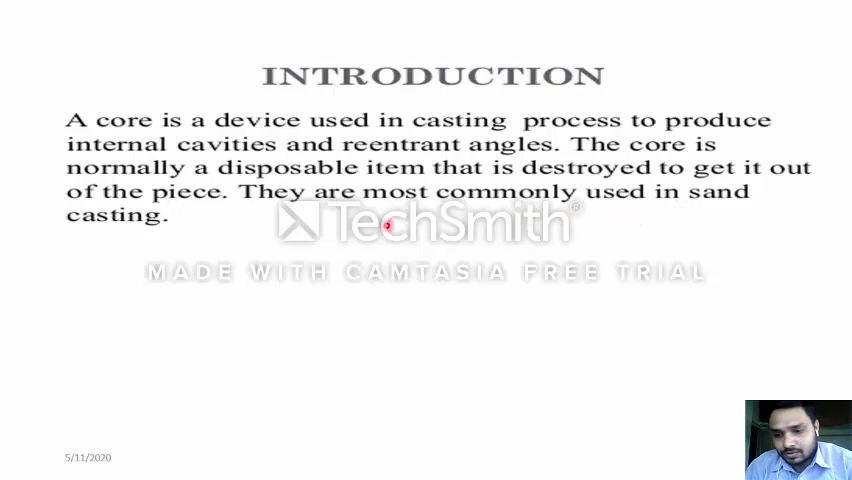 INTRODUCTION
A core is a device used in casting process to produce
internal cavities and reentrant angles. The core is
normally a disposable item that is destroyed to get it out
of the piece. They are most commonly used in sand
casting.
TechSmith®
MADE WITH CAMTASIA FREE TRIAL
5/11/2020